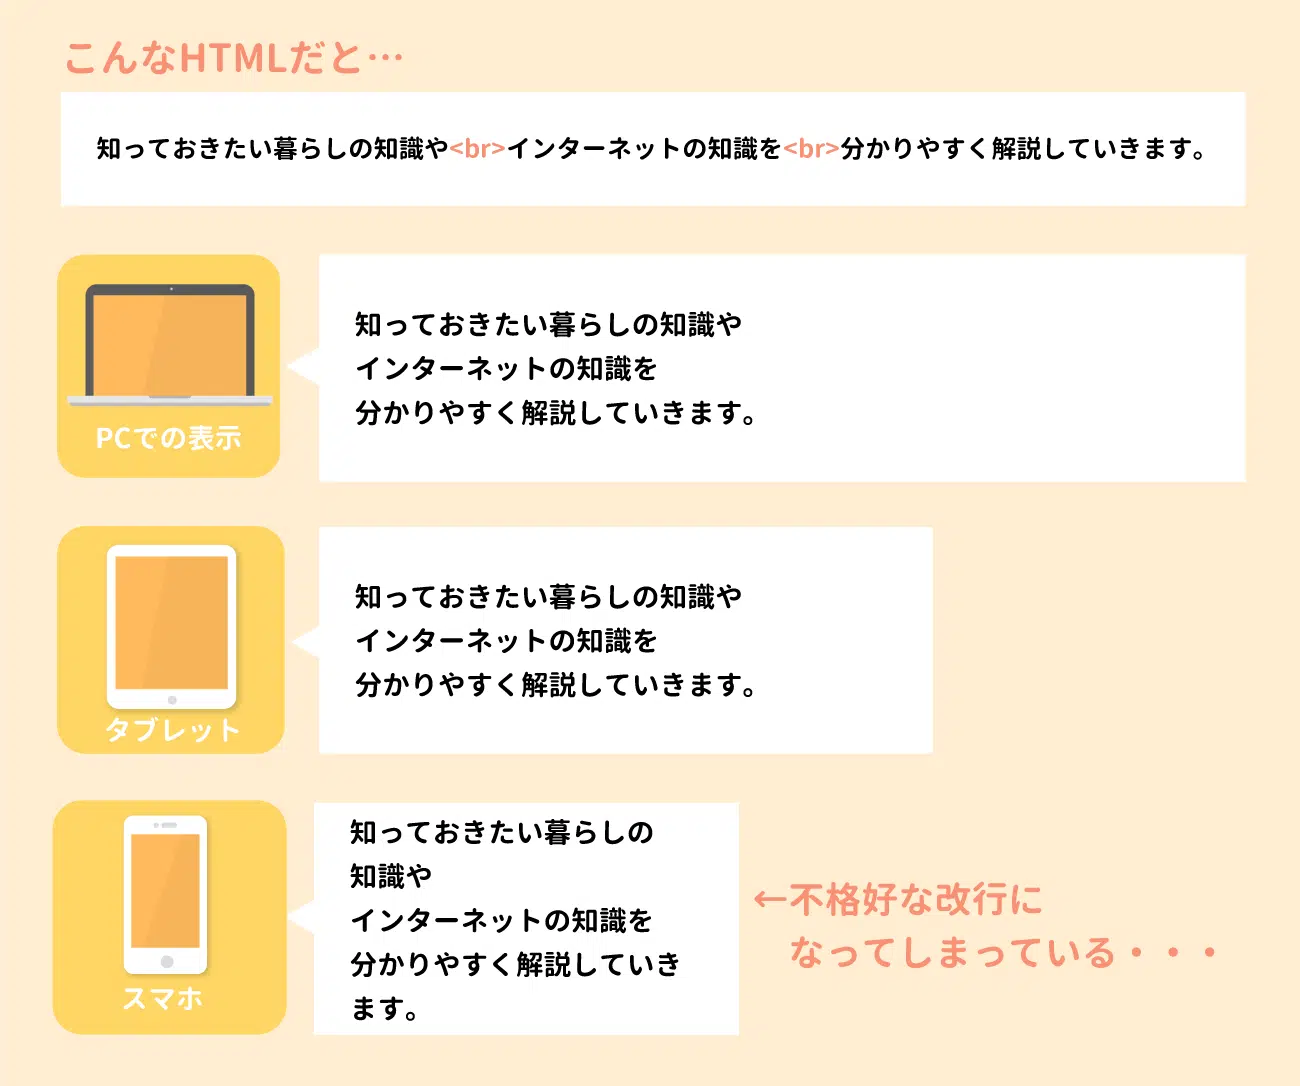 こんなHTMLだと…
知っておきたい暮らしの知識や<br>インターネットの知識を<br>分かりやすく解説していきます。
PCでの表示
知っておきたい暮らしの知識や
インターネットの知識を
分かりやすく解説していきます。
タブレット
知っておきたい暮らしの知識や
インターネットの知識を
分かりやすく解説していきます。
スマホ
知っておきたい暮らしの
知識や
インターネットの知識を
分かりやすく解説していき
ます。
←不格好な改行に
なってしまっている・・・